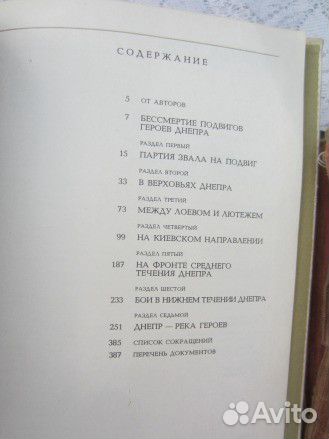 СОДЕРЖАНИЕ
5 ОТ АВТОРОВ
7 БЕССМЕРТИЕ ПОДВИГОВ
ГЕРОЕВ ДНЕПРА
РАЗДЕЛ ПЕРВЫЙ
15 ПАРТИЯ ЗВАЛА НА ПОДВИГ
РАЗДЕЛ ВТОРОЙ
33 В ВЕРХОВЬЯХ ДНЕПРА
РАЗДЕЛ ТРЕТИЙ
73 МЕЖДУ ЛОЕВОМ И ЛЮТЕЖЕМ
РАЗДЕЛ ЧЕТВЕРТЫЙ
99 НА КИЕВСКОМ НАПРАВЛЕНИИ
РАЗДЕЛ ПЯТЫЙ
187 НА ФРОНТЕ СРЕДНЕГО
ТЕЧЕНИЯ ДНЕПРА
РАЗДЕЛ ШЕСТОЙ
233 БОИ В НИЖНЕМ ТЕЧЕНИИ ДНЕПРА
РАЗДЕЛ СЕДЬМОЙ
251 ДНЕПР — РЕКА ГЕРОЕВ
385 СПИСОК СОКРАЩЕНИЙ
387 ПЕРЕЧЕНЬ ДОКУМЕНТОВ
Avito